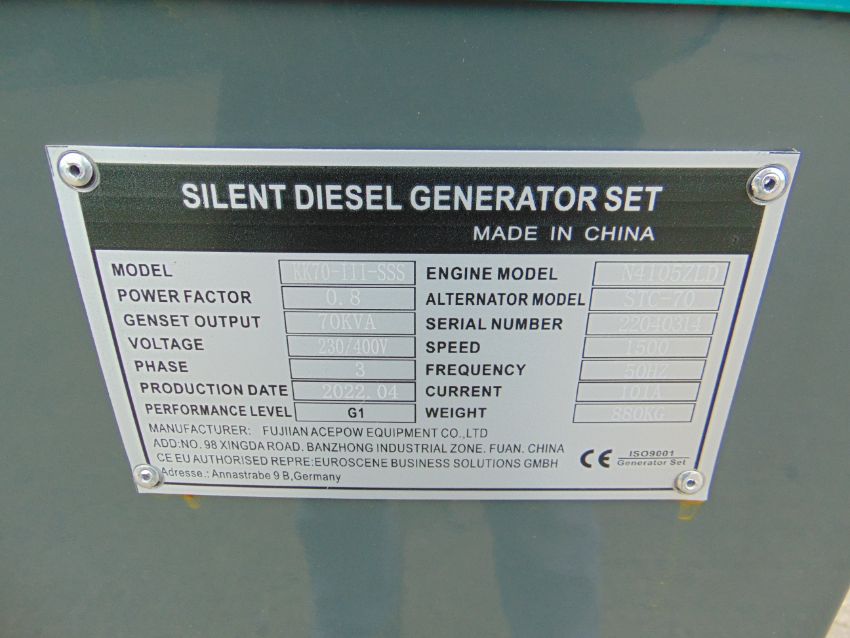 SILENT DIESEL GENERATOR SET
MADE IN CHINA
MODEL KK70-III-SSS
POWER FACTOR 0.8
GENSET OUTPUT 70KVA
VOLTAGE 230/400V
PHASE 3
PRODUCTION DATE 2022.04
PERFORMANCE LEVEL G1
ENGINE MODEL N4105ZLD
ALTERNATOR MODEL STC-70
SERIAL NUMBER 22040314
SPEED 1500
FREQUENCY 50HZ
CURRENT 101A
WEIGHT 880KG
MANUFACTURER: FUJIAN ACEPOW EQUIPMENT CO.,LTD
ADD:NO. 98 XINGDA ROAD. BANZHONG INDUSTRIAL ZONE. FUAN. CHINA
CE EU AUTHORISED REPRE:EUROSCENE BUSINESS SOLUTIONS GMBH
Adresse.: Annastrabe 9 B,Germany
CE ISO9001
Generator Set